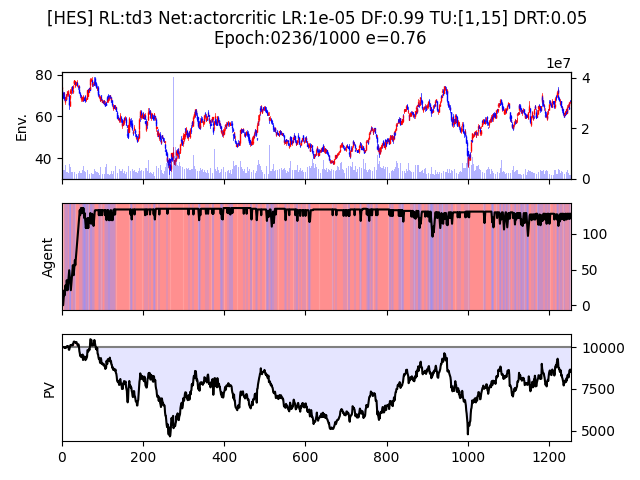 [HES] RL:td3 Net:actorcritic LR:1e-05 DF:0.99 TU:[1,15] DRT:0.05
Epoch:0236/1000 e=0.76
1e7
80
60
40
Env.
4
2
0
Agent
100
50
0
PV
10000
7500
5000
0 200 400 600 800 1000 1200